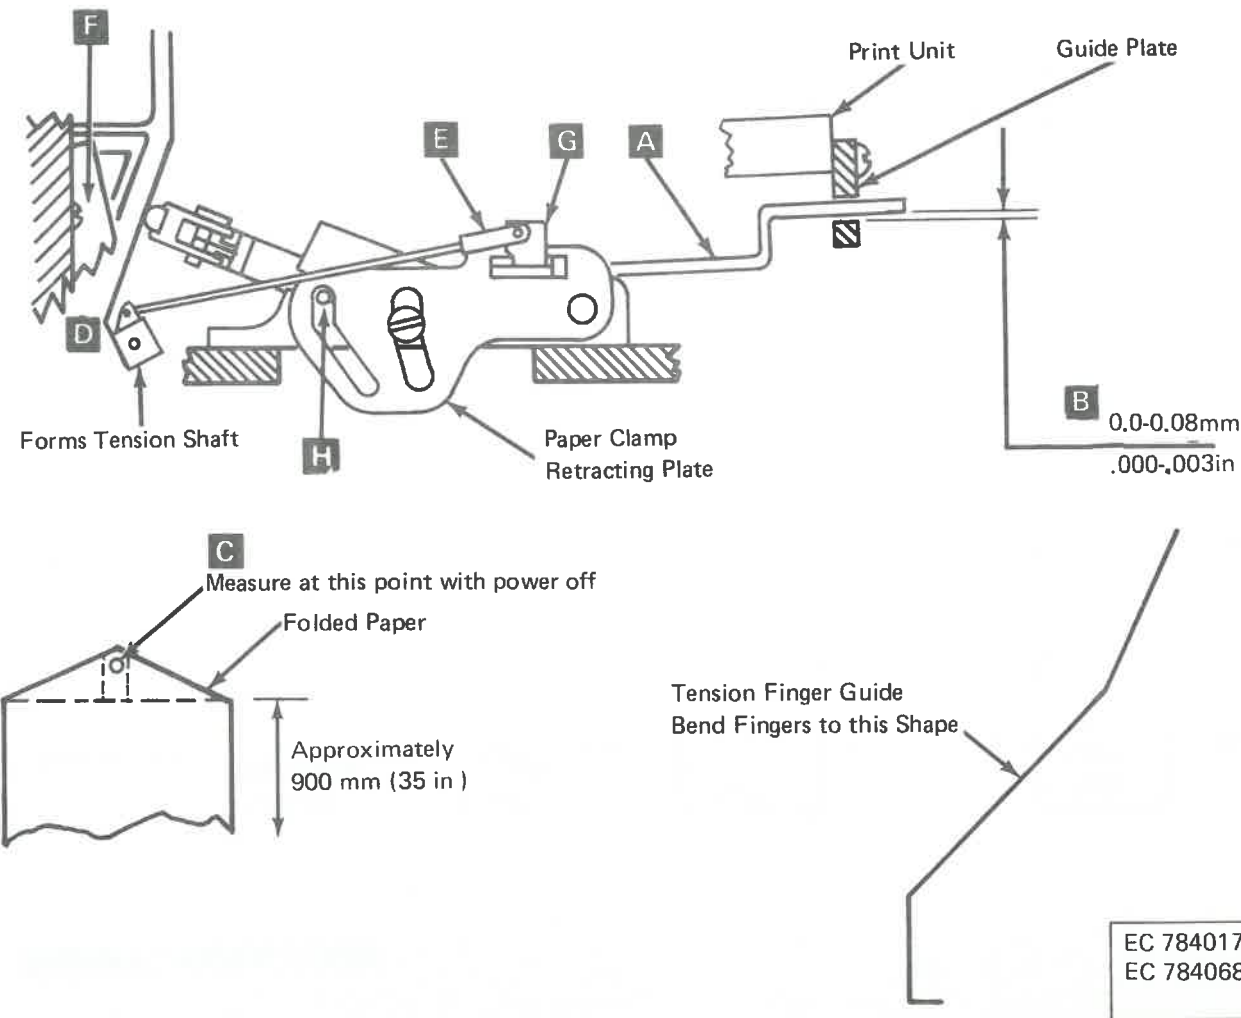 F
Print Unit
Guide Plate
E
G
A
D
B
0.0-0.08mm
.000-.003in
Forms Tension Shaft
H
Paper Clamp
Retracting Plate
C
Measure at this point with power off
Folded Paper
Approximately
900 mm (35 in )
Tension Finger Guide
Bend Fingers to this Shape
EC 784017
EC 784068